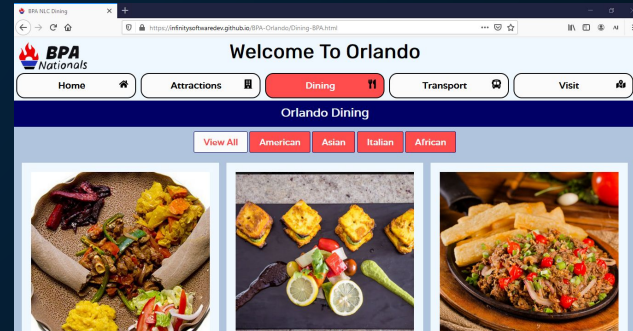 BPA NLC Dining
https://infinitysoftwaredev.github.io/BPA-Orlando/Dining-BPA.html
BPA
Nationals
Welcome To Orlando
Home
Attractions
Dining
Transport
Visit
Orlando Dining
View All
American
Asian
Italian
African